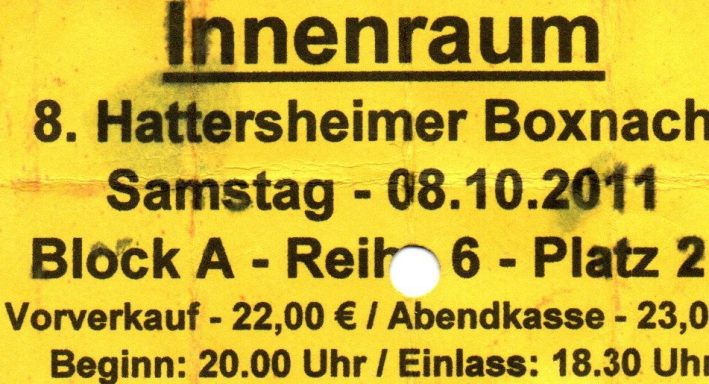 Innenraum
8. Hattersheimer Boxnach
Samstag - 08.10.2011
Block A - Reih 6 - Platz 2
Vorverkauf - 22,00 € / Abendkasse - 23,0
Beginn: 20.00 Uhr / Einlass: 18.30 Uhr